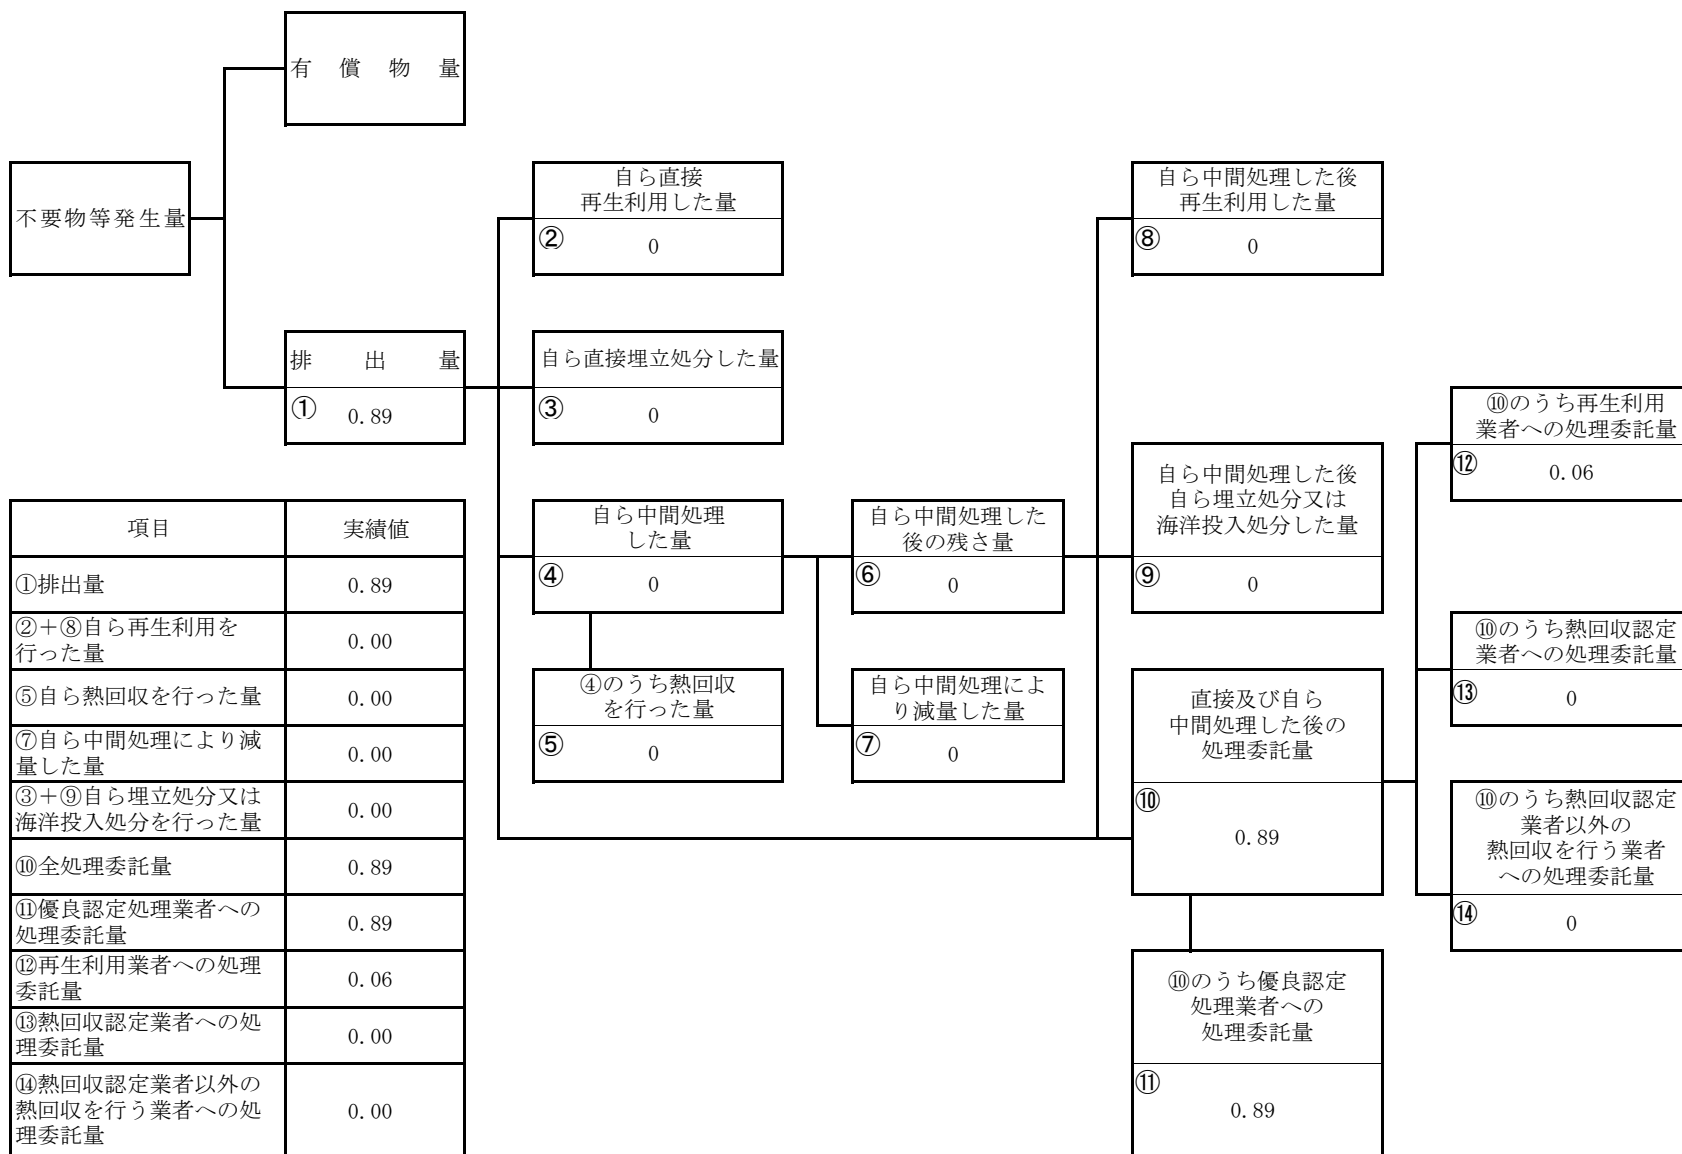 有償物量
不要物等発生量
排出量
① 0.89
自ら直接
再生利用した量
② 0
自ら直接埋立処分した量
③ 0
自ら中間処理
した量
④ 0
④のうち熱回収
を行った量
⑤ 0
自ら中間処理した
後の残さ量
⑥ 0
自ら中間処理によ
り減量した量
⑦ 0
自ら中間処理した後
再生利用した量
⑧ 0
自ら中間処理した後
自ら埋立処分又は
海洋投入処分した量
⑨ 0
直接及び自ら
中間処理した後の
処理委託量
⑩
0.89
⑩のうち優良認定
処理業者への
処理委託量
⑪
0.89
⑩のうち再生利用
業者への処理委託量
⑫ 0.06
⑩のうち熱回収認定
業者への処理委託量
⑬ 0
⑩のうち熱回収認定
業者以外の
熱回収を行う業者
への処理委託量
⑭ 0
項目 実績値
①排出量 0.89
②＋⑧自ら再生利用を
行った量 0.00
⑤自ら熱回収を行った量 0.00
⑦自ら中間処理により減
量した量 0.00
③＋⑨自ら埋立処分又は
海洋投入処分を行った量 0.00
⑩全処理委託量 0.89
⑪優良認定処理業者への
処理委託量 0.89
⑫再生利用業者への処理
委託量 0.06
⑬熱回収認定業者への処
理委託量 0.00
⑭熱回収認定業者以外の
熱回収を行う業者への処
理委託量 0.00